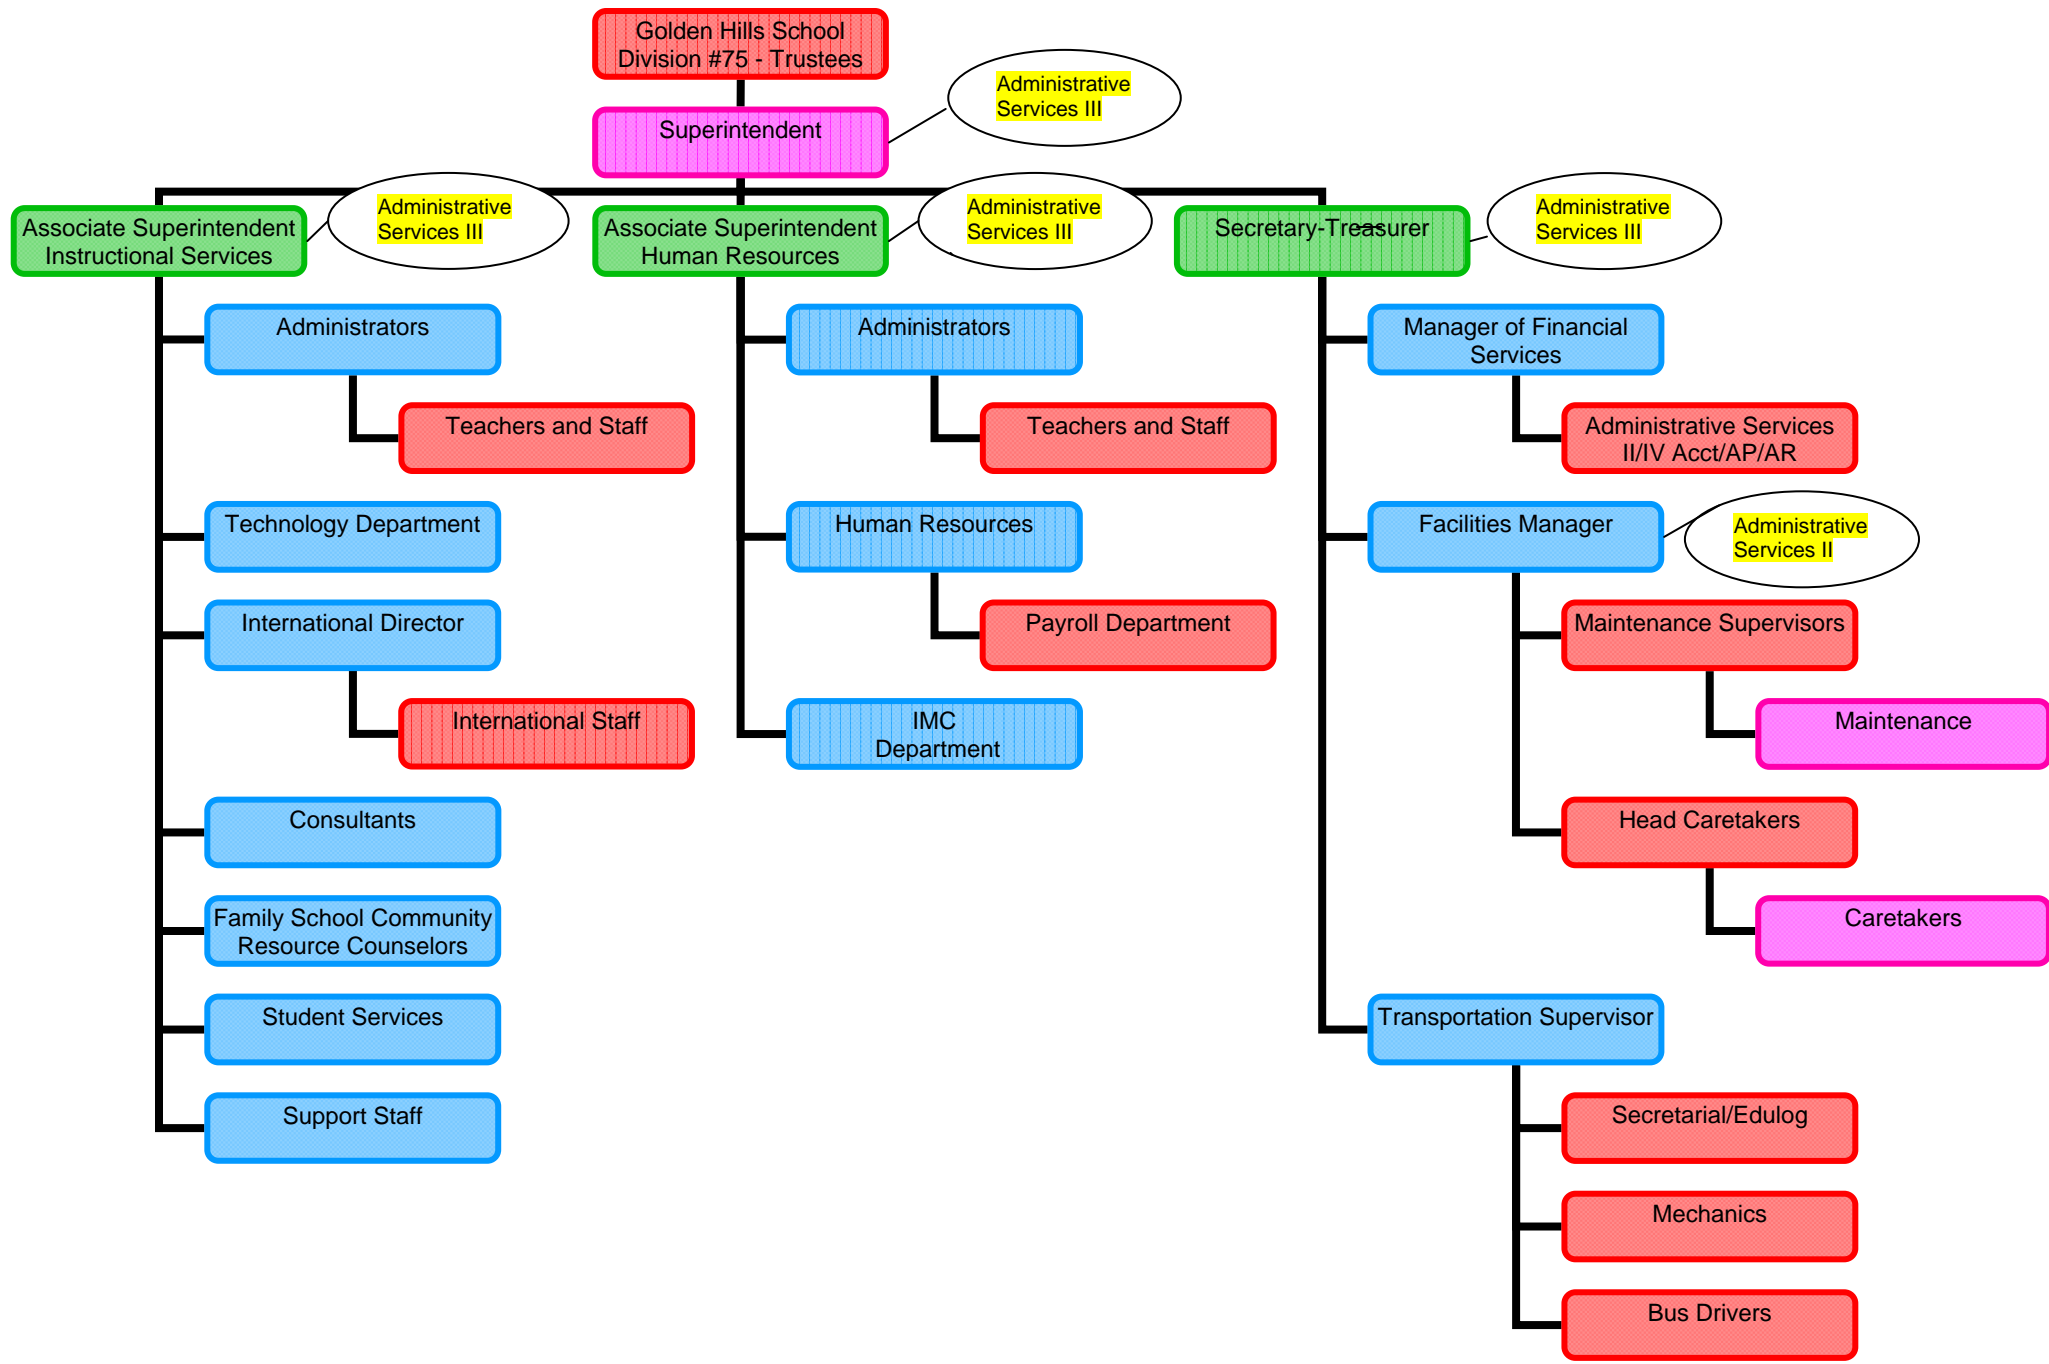 Golden Hills School
Division #75 - Trustees
Administrative
Services III
Superintendent
Associate Superintendent
Instructional Services
Administrative
Services III
Associate Superintendent
Human Resources
Administrative
Services III
Secretary-Treasurer
Administrative
Services III
Administrators
Teachers and Staff
Technology Department
International Director
International Staff
Consultants
Family School Community
Resource Counselors
Student Services
Support Staff
Administrators
Teachers and Staff
Human Resources
Payroll Department
IMC
Department
Manager of Financial
Services
Administrative Services
II/IV Acct/AP/AR
Facilities Manager
Administrative
Services II
Maintenance Supervisors
Maintenance
Head Caretakers
Caretakers
Transportation Supervisor
Secretarial/Edulog
Mechanics
Bus Drivers